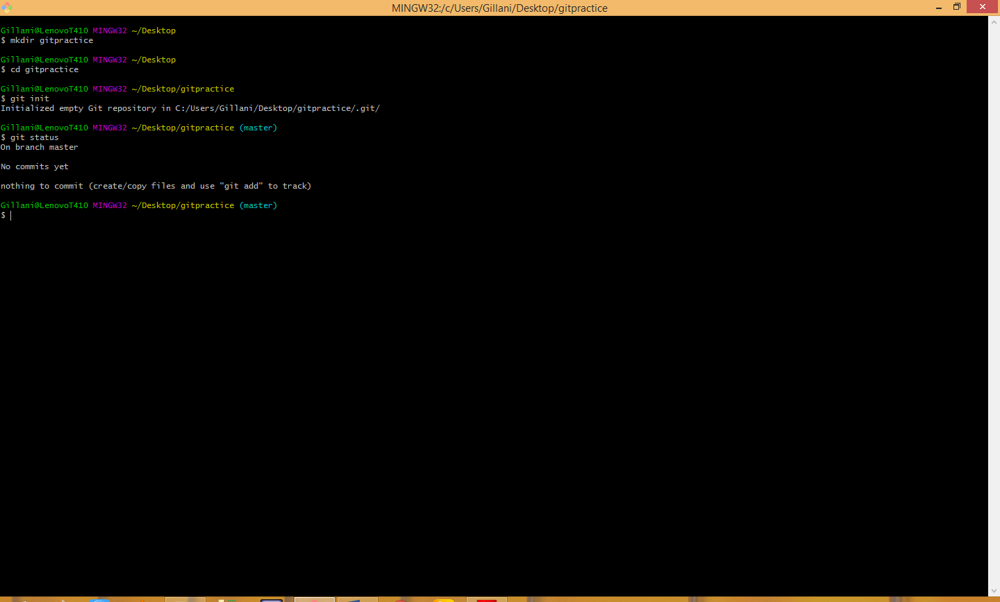 MINGW32:/c/Users/Gillani/Desktop/gitpractice
Gillani@LenovoT410 MINGW32 ~/Desktop
$ mkdir gitpractice
Gillani@LenovoT410 MINGW32 ~/Desktop
$ cd gitpractice
Gillani@LenovoT410 MINGW32 ~/Desktop/gitpractice
$ git init
Initialized empty Git repository in C:/Users/Gillani/Desktop/gitpractice/.git/
Gillani@LenovoT410 MINGW32 ~/Desktop/gitpractice (master)
$ git status
On branch master
No commits yet
nothing to commit (create/copy files and use "git add" to track)
Gillani@LenovoT410 MINGW32 ~/Desktop/gitpractice (master)
$